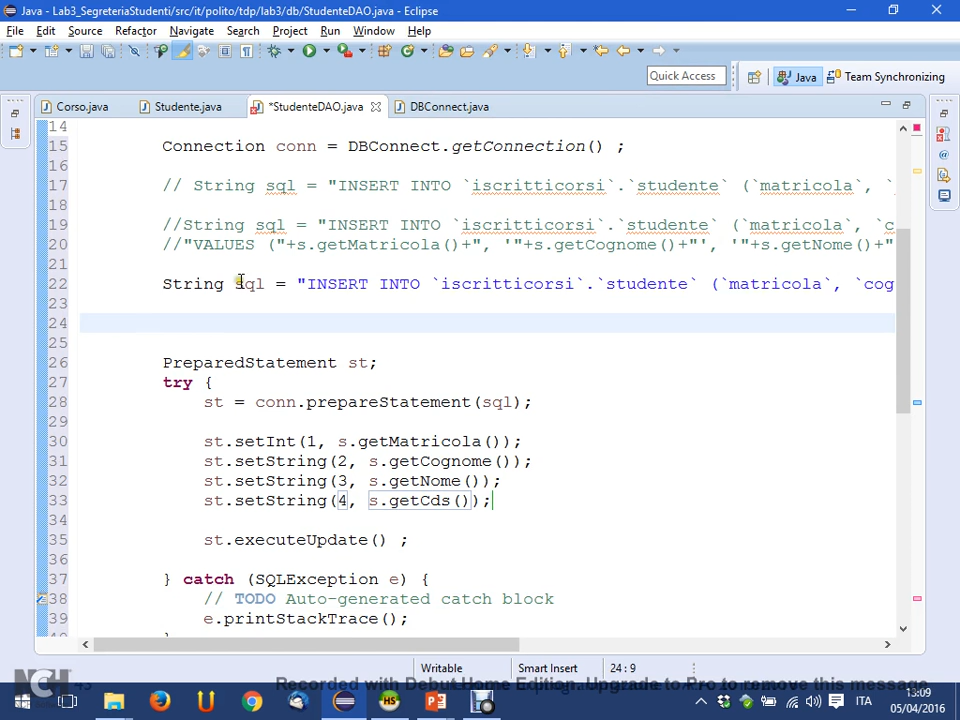 Java - Lab3_SegreteriaStudenti/src/it/polito/tdp/lab3/db/StudenteDAO.java - Eclipse
File Edit Source Refactor Navigate Search Project Run Window Help
Quick Access
Java
Team Synchronizing
Corso.java
Studente.java
*StudenteDAO.java
DBConnect.java
14
15 Connection conn = DBConnect.getConnection() ;
16
17 // String sql = "INSERT INTO `iscritticorsi`.`studente` (`matricola`, `
18
19 //String sql = "INSERT INTO `iscritticorsi`.`studente` (`matricola`, `c
20 //"VALUES ("+s.getMatricola()+", '"+s.getCognome()+"', '"+s.getNome()+"'
21
22 String sql = "INSERT INTO `iscritticorsi`.`studente` (`matricola`, `cog
23
24
25
26 PreparedStatement st;
27 try {
28 st = conn.prepareStatement(sql);
29
30 st.setInt(1, s.getMatricola());
31 st.setString(2, s.getCognome());
32 st.setString(3, s.getNome());
33 st.setString(4, s.getCds());
34
35 st.executeUpdate() ;
36
37 } catch (SQLException e) {
38 // TODO Auto-generated catch block
39 e.printStackTrace();
40 }
Writable
Smart Insert
24 : 9
NCH
Recorded with Debut Home Edition. Upgrade to Pro to remove this message
ITA
13:09
05/04/2016